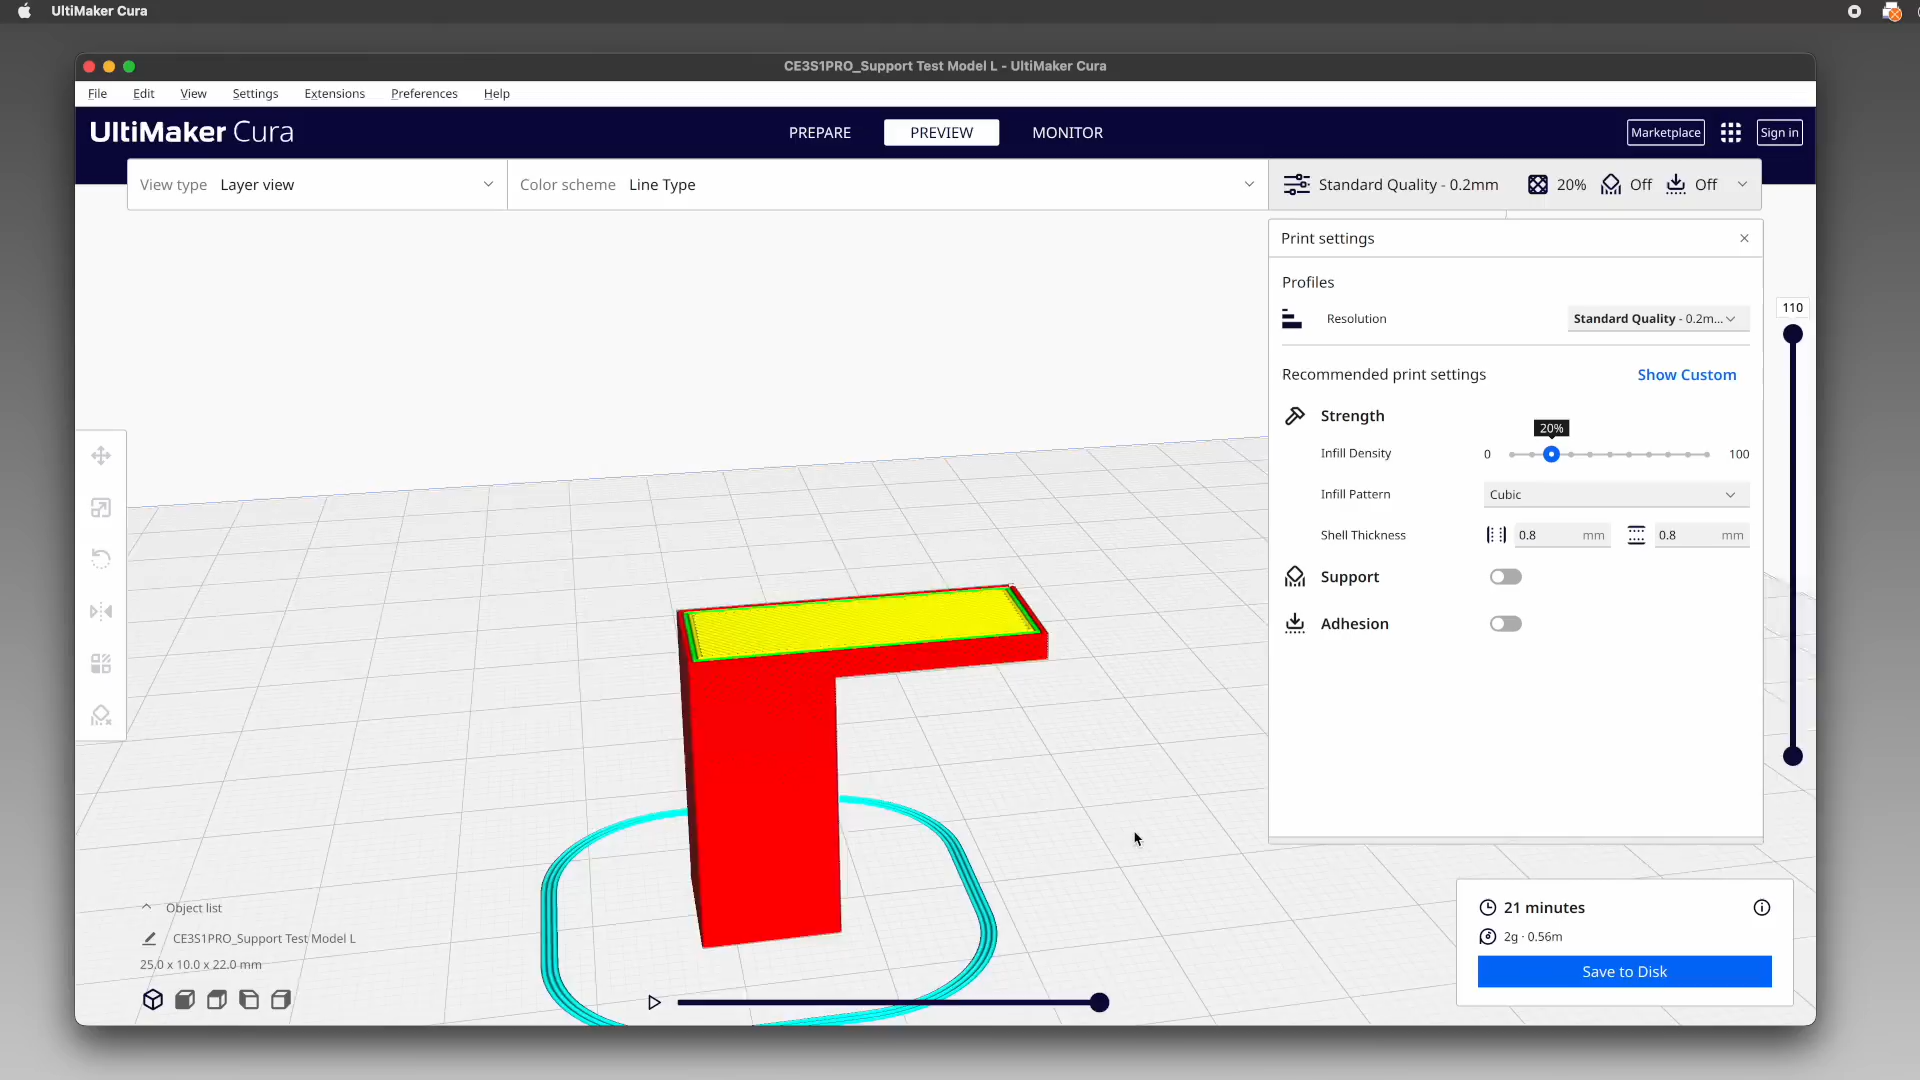 UltiMaker Cura
CE3S1PRO_Support Test Model L - UltiMaker Cura
File Edit View Settings Extensions Preferences Help
UltiMaker Cura
PREPARE PREVIEW MONITOR
Marketplace
Sign in
View type Layer view
Color scheme Line Type
Standard Quality - 0.2mm 20% Off Off
Print settings
Profiles
Resolution
Standard Quality - 0.2m...
110
Recommended print settings
Show Custom
Strength
20%
Infill Density 0 100
Infill Pattern Cubic
Shell Thickness 0.8 mm 0.8 mm
Support
Adhesion
Object list
CE3S1PRO_Support Test Model L
25.0 x 10.0 x 22.0 mm
21 minutes
2g · 0.56m
Save to Disk